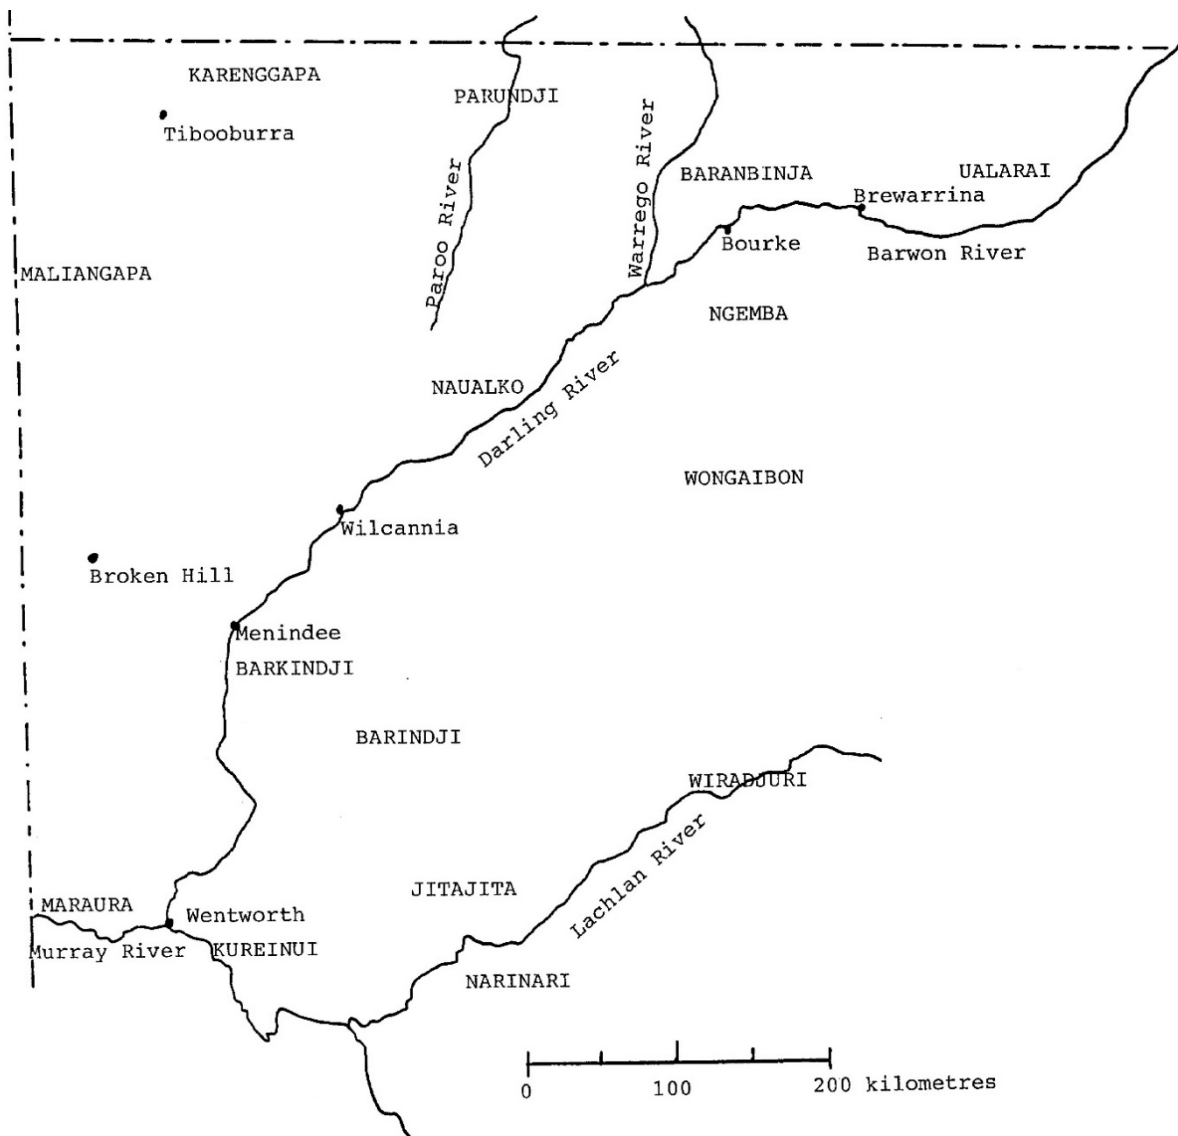 KARENGGAPA
PARUNDJI
Tibooburra
Paroo River
Warrego River
BARANBINJA
UALARAI
Brewarrina
Bourke
Barwon River
MALIANGAPA
NGEMBA
NAUALKO
Darling River
WONGAIBON
Wilcannia
Broken Hill
Menindee
BARKINDJI
BARINDJI
WIRADJURI
Lachlan River
JITAJITA
MARAURA
Wentworth
Murray River
KUREINUI
NARINARI
0 100 200 kilometres